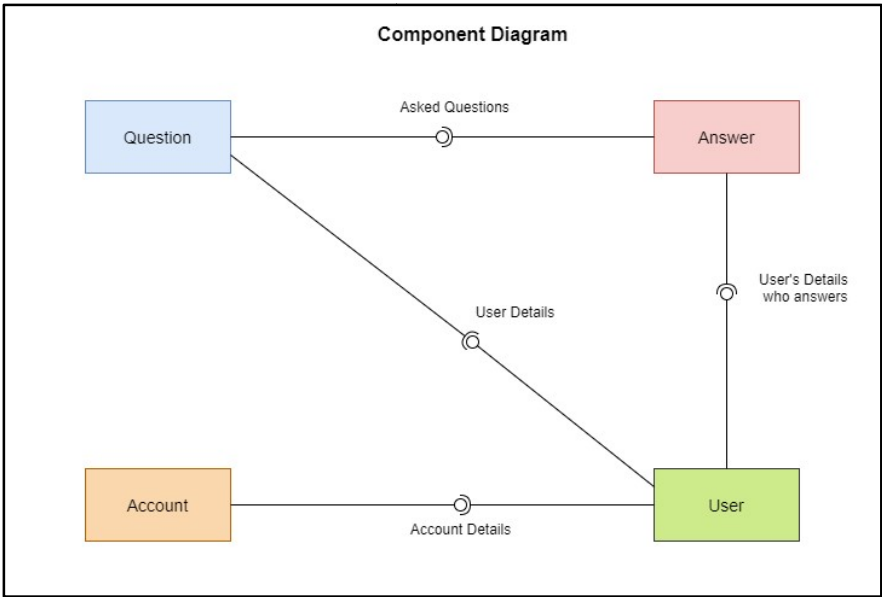 Component Diagram
Asked Questions
Question
Answer
User's Details
who answers
User Details
Account
User
Account Details